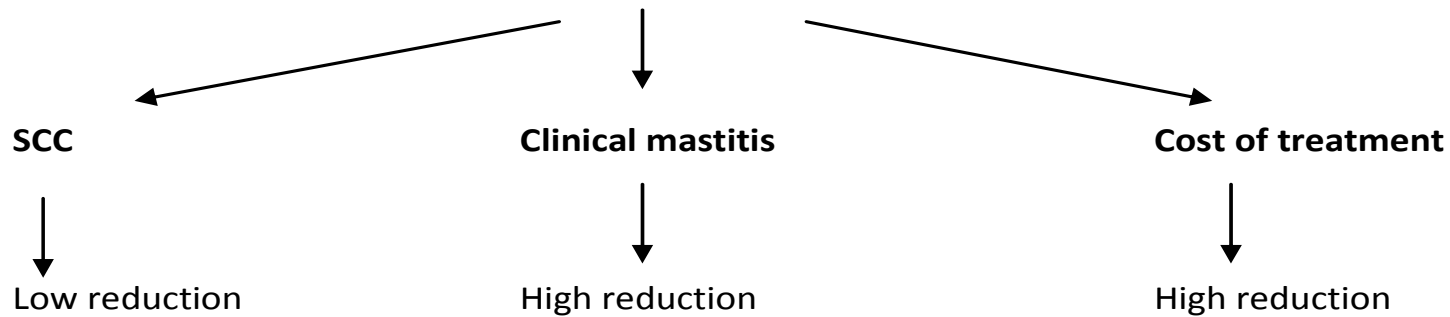 SCC
Clinical mastitis
Cost of treatment
Low reduction
High reduction
High reduction